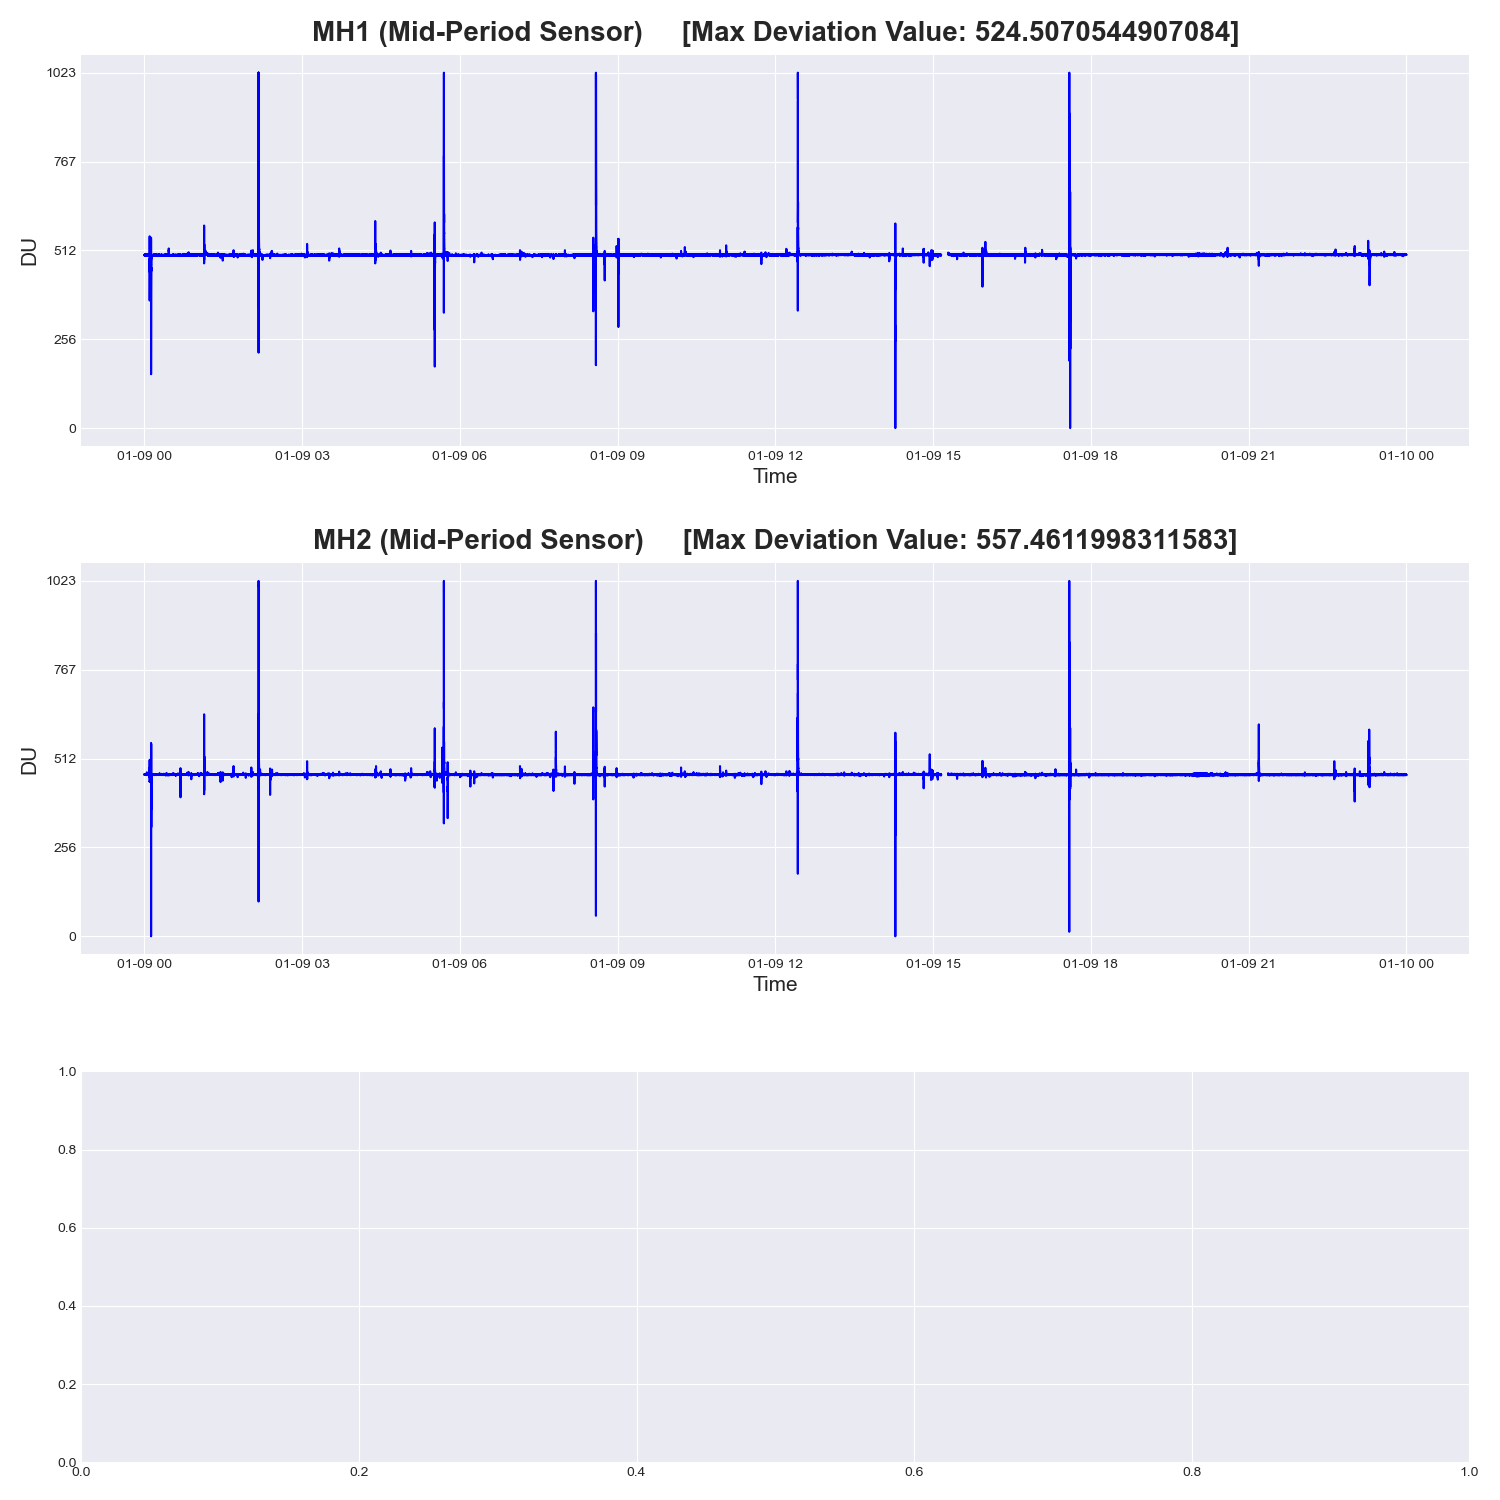 MH1 (Mid-Period Sensor) [Max Deviation Value: 524.5070544907084]
1023
767
512
256
0
DU
01-09 00 01-09 03 01-09 06 01-09 09 01-09 12 01-09 15 01-09 18 01-09 21 01-10 00
Time
MH2 (Mid-Period Sensor) [Max Deviation Value: 557.4611998311583]
1023
767
512
256
0
DU
01-09 00 01-09 03 01-09 06 01-09 09 01-09 12 01-09 15 01-09 18 01-09 21 01-10 00
Time
1.0
0.8
0.6
0.4
0.2
0.0
0.0 0.2 0.4 0.6 0.8 1.0